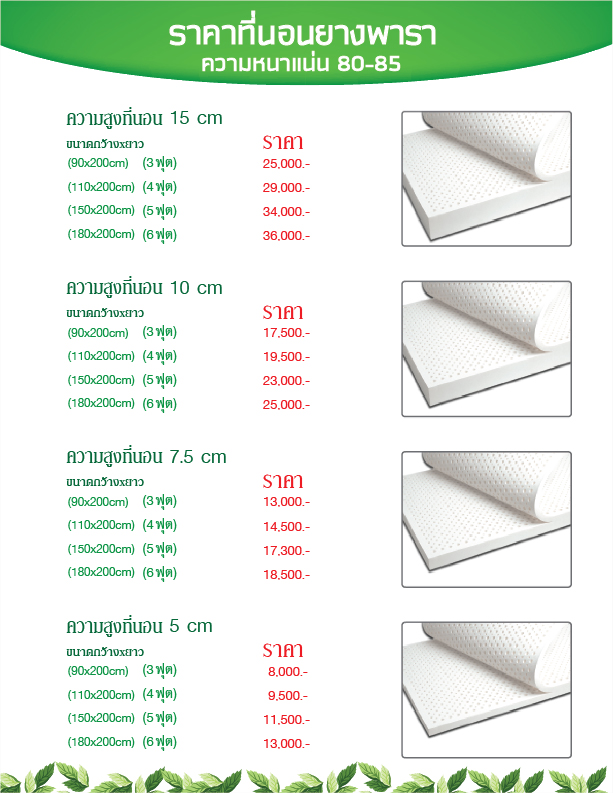 ราคาที่นอนยางพารา
ความหนาแน่น 80-85
ความสูงที่นอน 15 cm
ขนาดกว้างxยาว ราคา
(90x200cm) (3 ฟุต) 25,000.-
(110x200cm) (4 ฟุต) 29,000.-
(150x200cm) (5 ฟุต) 34,000.-
(180x200cm) (6 ฟุต) 36,000.-
ความสูงที่นอน 10 cm
ขนาดกว้างxยาว ราคา
(90x200cm) (3 ฟุต) 17,500.-
(110x200cm) (4 ฟุต) 19,500.-
(150x200cm) (5 ฟุต) 23,000.-
(180x200cm) (6 ฟุต) 25,000.-
ความสูงที่นอน 7.5 cm
ขนาดกว้างxยาว ราคา
(90x200cm) (3 ฟุต) 13,000.-
(110x200cm) (4 ฟุต) 14,500.-
(150x200cm) (5 ฟุต) 17,300.-
(180x200cm) (6 ฟุต) 18,500.-
ความสูงที่นอน 5 cm
ขนาดกว้างxยาว ราคา
(90x200cm) (3 ฟุต) 8,000.-
(110x200cm) (4 ฟุต) 9,500.-
(150x200cm) (5 ฟุต) 11,500.-
(180x200cm) (6 ฟุต) 13,000.-